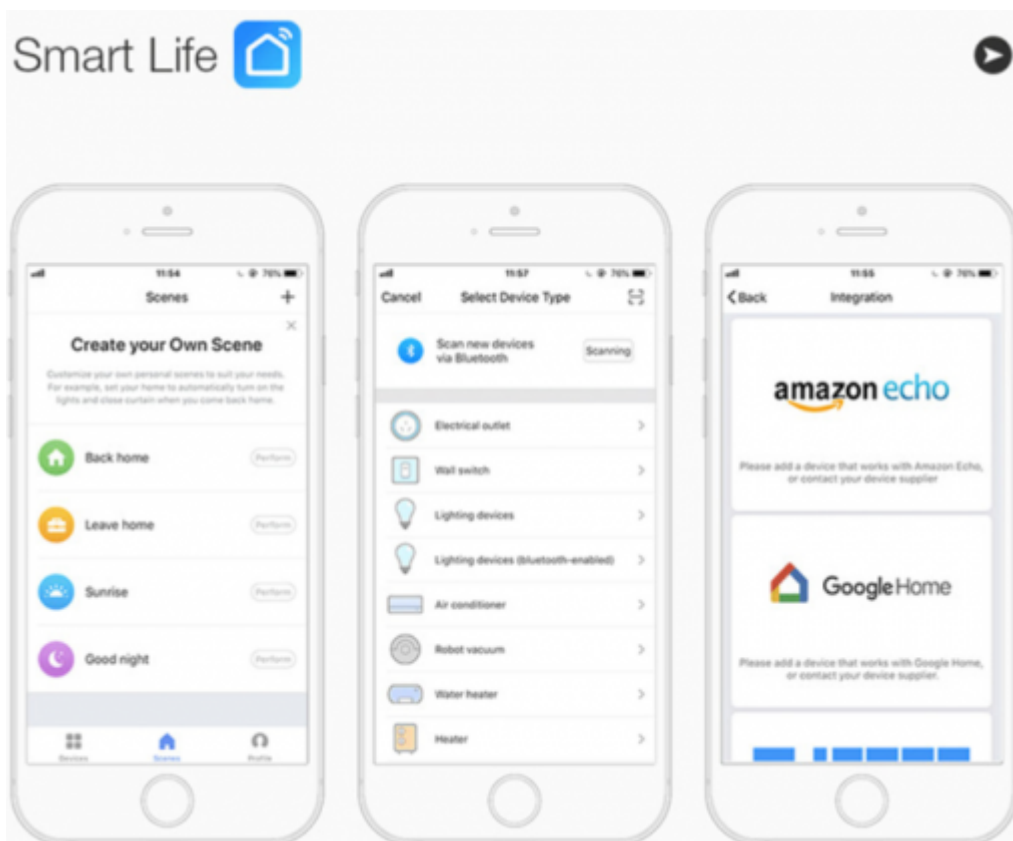 Smart Life
11:54
76%
Scenes
+
Create your Own Scene
Customize your own personal scenes to suit your needs.
For example, set your home to automatically turn on the
lights and close curtain when you come back home.
Back home
Perform
Leave home
Perform
Sunrise
Perform
Good night
Perform
Devices
Scenes
Profile
11:57
76%
Cancel
Select Device Type
Scan new devices
via Bluetooth
Scanning
Electrical outlet
Wall switch
Lighting devices
Lighting devices (bluetooth-enabled)
Air conditioner
Robot vacuum
Water heater
Heater
11:55
76%
Back
Integration
amazon echo
Please add a device that works with Amazon Echo,
or contact your device supplier
Google Home
Please add a device that works with Google Home,
or contact your device supplier.